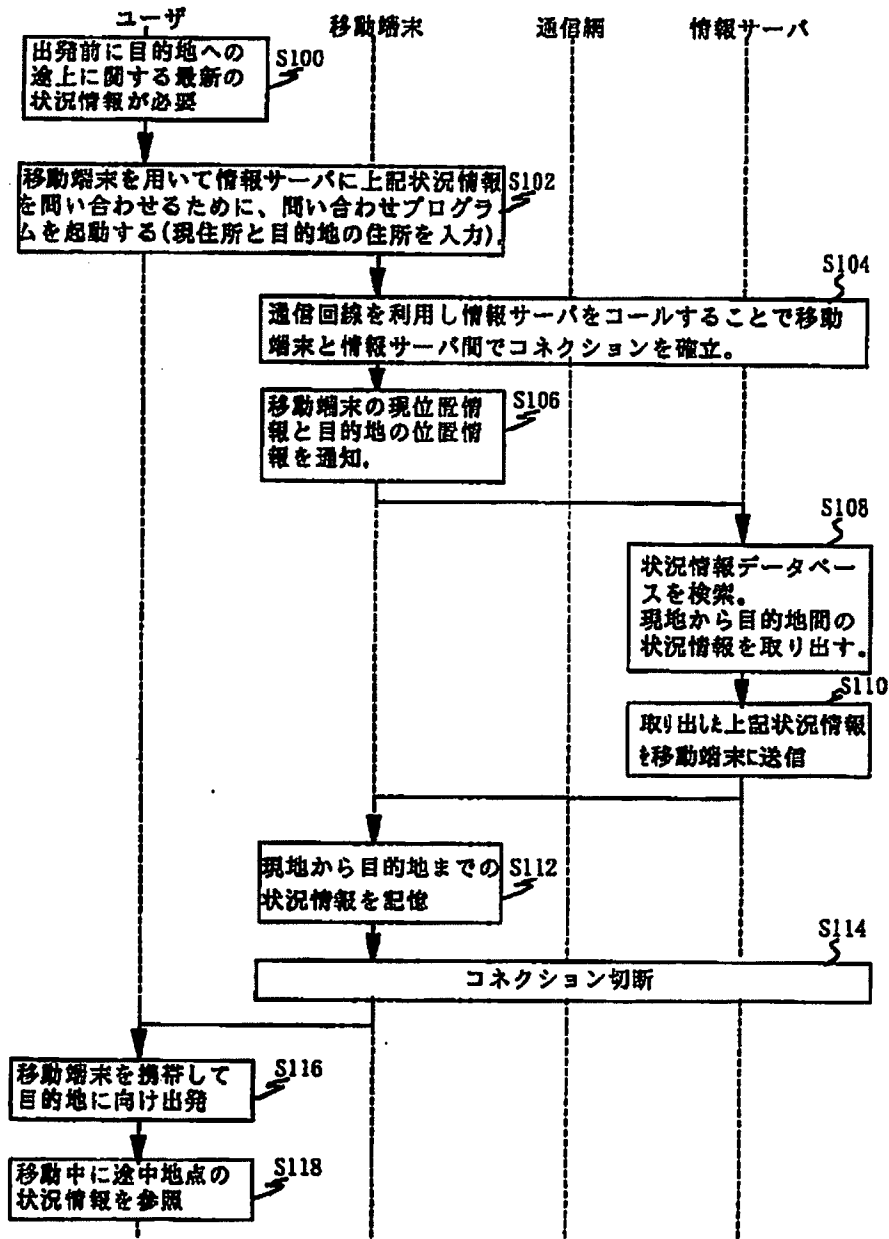 ユーザ
移動端末
通信網
情報サーバ
出発前に目的地への
途上に関する最新の
状況情報が必要
S100
移動端末を用いて情報サーバに上記状況情報
を問い合わせるために、問い合わせプログラ
ムを起動する(現住所と目的地の住所を入力).
S102
S104
通信回線を利用し情報サーバをコールすることで移動
端末と情報サーバ間でコネクションを確立。
移動端末の現位置情
報と目的地の位置情
報を通知.
S106
S108
状況情報データベー
スを検索。
現地から目的地間の
状況情報を取り出す。
S110
取り出した上記状況情報
を移動端末に送信
現地から目的地までの
状況情報を記憶
S112
S114
コネクション切断
移動端末を携帯して
目的地に向け出発
S116
移動中に途中地点の
状況情報を参照
S118